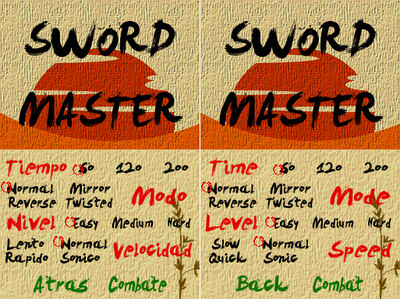 SWORD
MASTER
Tiempo 60 120 200
Normal Mirror Modo
Reverse Twisted
Nivel Easy Medium Hard
Lento Normal Velocidad
Rapido Sonico
Atras Combate
SWORD
MASTER
Time 60 120 200
Normal Mirror Mode
Reverse Twisted
Level Easy Medium Hard
Slow Normal Speed
Quick Sonic
Back Combat